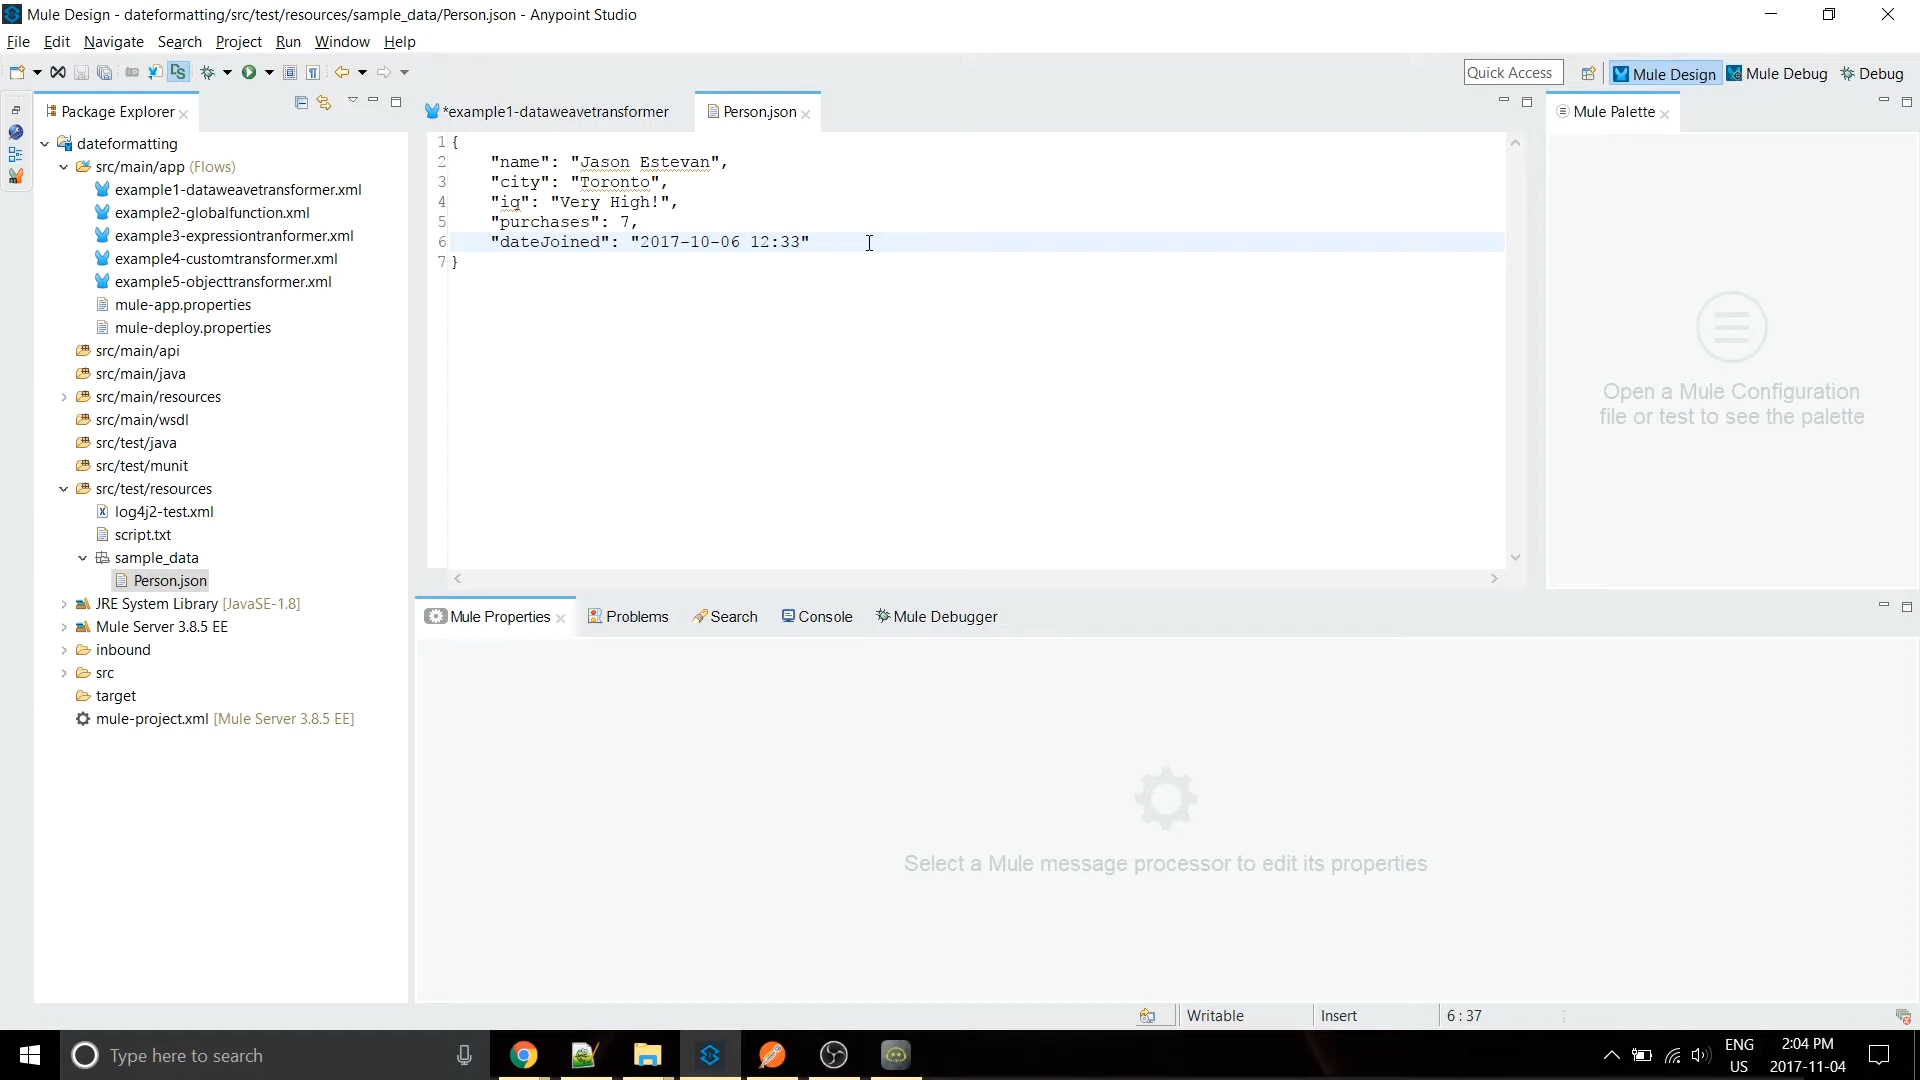 Mule Design - dateformatting/src/test/resources/sample_data/Person.json - Anypoint Studio
File Edit Navigate Search Project Run Window Help
Quick Access Mule Design Mule Debug Debug
Package Explorer
dateformatting
src/main/app (Flows)
example1-dataweavetransformer.xml
example2-globalfunction.xml
example3-expressiontranformer.xml
example4-customtransformer.xml
example5-objecttransformer.xml
mule-app.properties
mule-deploy.properties
src/main/api
src/main/java
src/main/resources
src/main/wsdl
src/test/java
src/test/munit
src/test/resources
log4j2-test.xml
script.txt
sample_data
Person.json
JRE System Library [JavaSE-1.8]
Mule Server 3.8.5 EE
inbound
src
target
mule-project.xml [Mule Server 3.8.5 EE]
*example1-dataweavetransformer Person.json
1 {
2 "name": "Jason Estevan",
3 "city": "Toronto",
4 "iq": "Very High!",
5 "purchases": 7,
6 "dateJoined": "2017-10-06 12:33"
7 }
Mule Palette
Open a Mule Configuration
file or test to see the palette
Mule Properties Problems Search Console Mule Debugger
Select a Mule message processor to edit its properties
Writable Insert 6 : 37
Type here to search
ENG
US
2:04 PM
2017-11-04